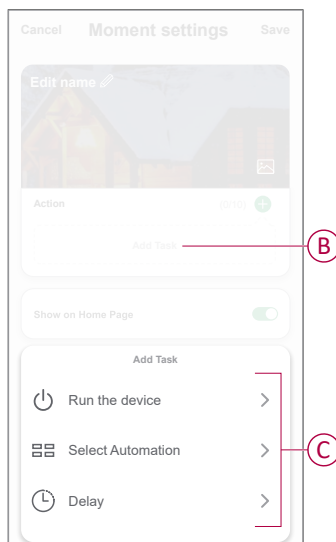 Cancel Moment settings Save
Edit name
Action (0/10)
Add Task
B
Show on Home Page
Add Task
Run the device
Select Automation
C
Delay